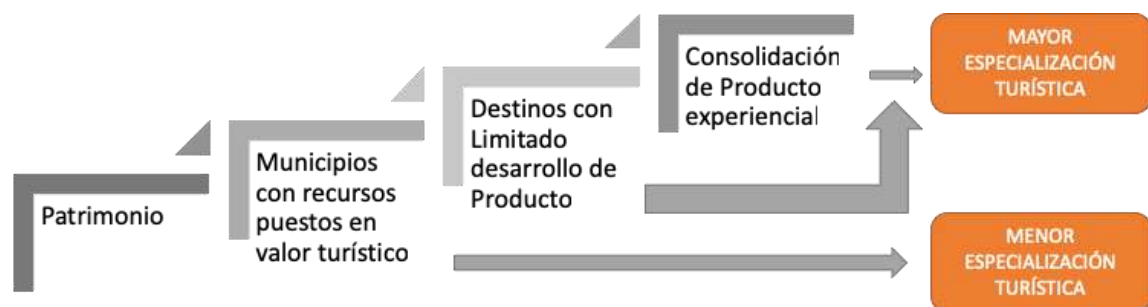 Patrimonio
Municipios
con recursos
puestos en
valor turístico
Destinos con
Limitado
desarrollo de
Producto
Consolidación
de Producto
experiencial
MAYOR
ESPECIALIZACIÓN
TURÍSTICA
MENOR
ESPECIALIZACIÓN
TURÍSTICA